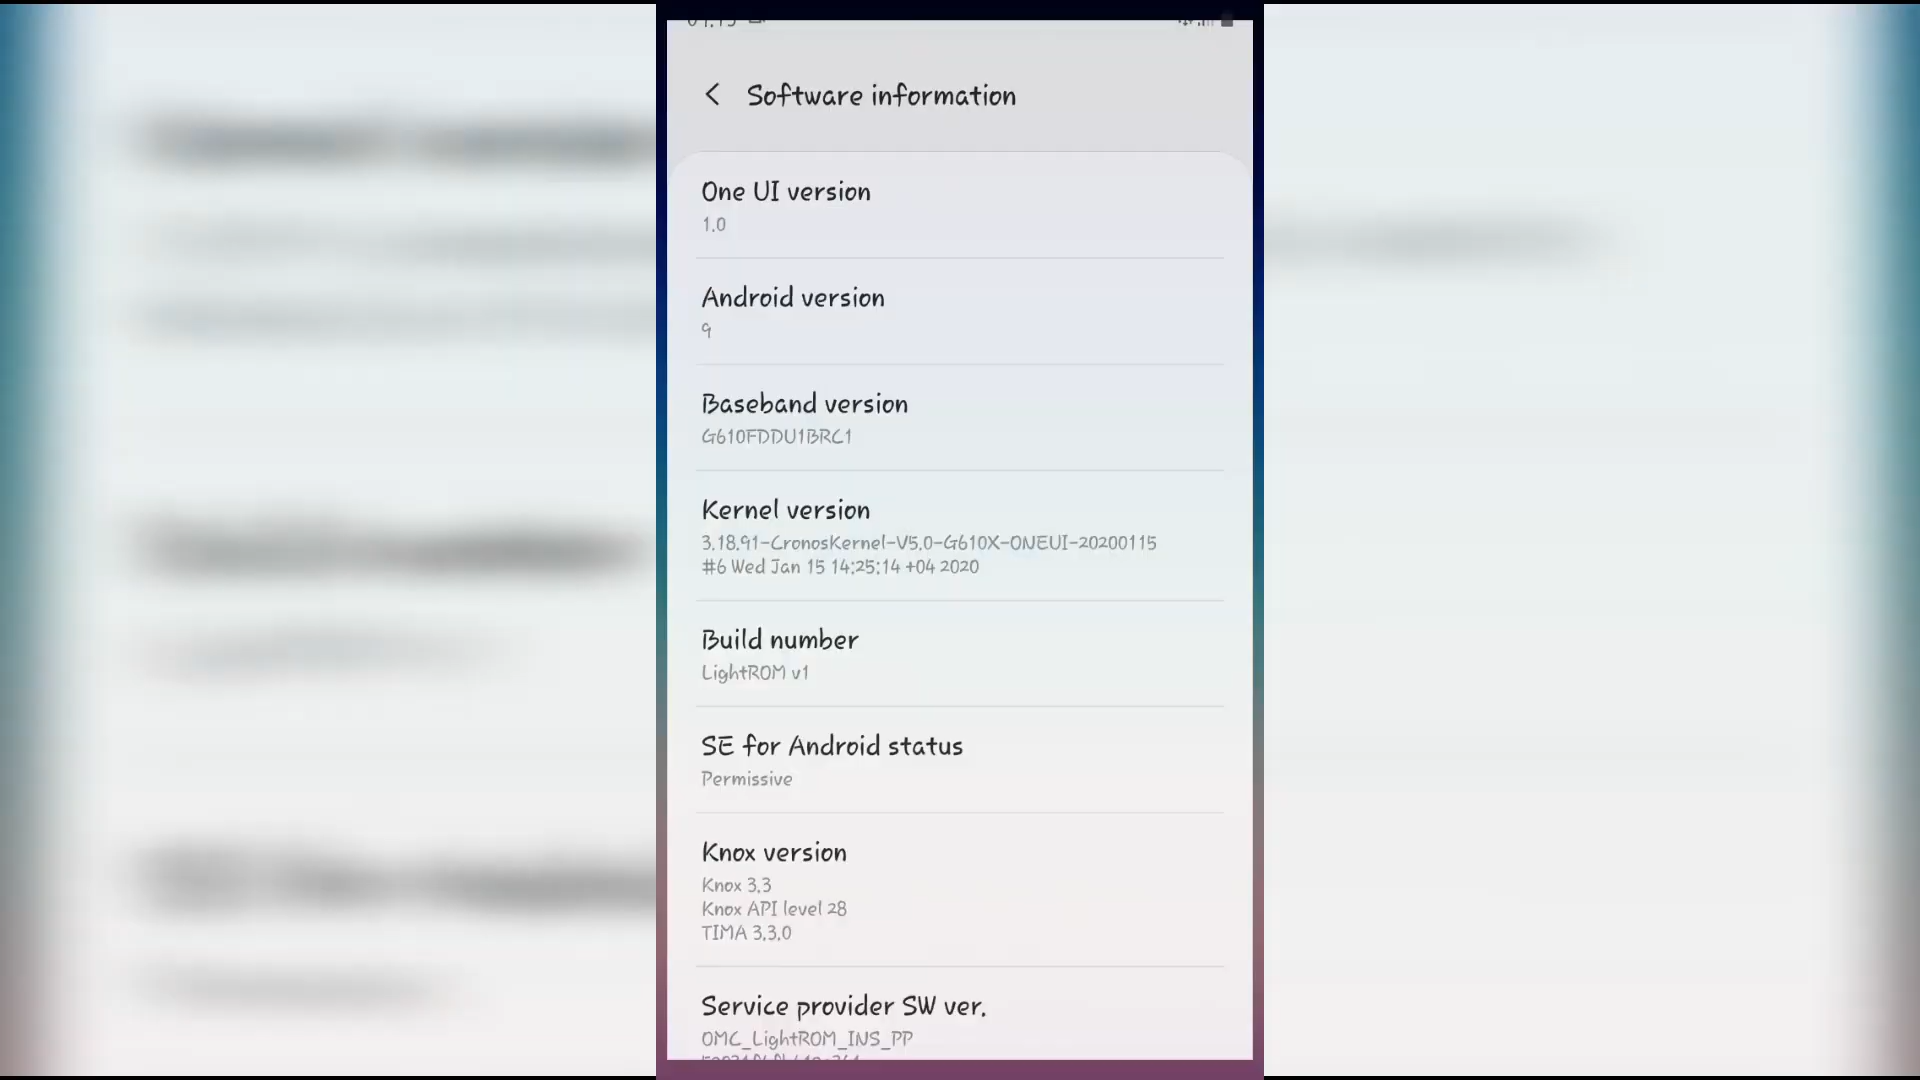 Software information
One UI version
1.0
Android version
9
Baseband version
G610FDDU1BRC1
Kernel version
3.18.91-CronosKernel-V5.0-G610X-ONEUI-20200115
#6 Wed Jan 15 14:25:14 +04 2020
Build number
LightROM v1
SE for Android status
Permissive
Knox version
Knox 3.3
Knox API level 28
TIMA 3.3.0
Service provider SW ver.
OMC_LightROM_INS_PP